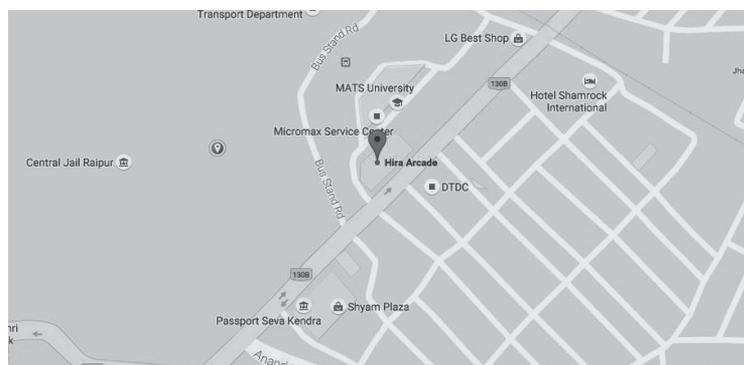 Transport Department
Bus Stand Rd
LG Best Shop
MATS University
130B
Hotel Shamrock
International
Micromax Service Center
Central Jail Raipur
Hira Arcade
DTDC
Bus Stand Rd
130B
Passport Seva Kendra
Shyam Plaza